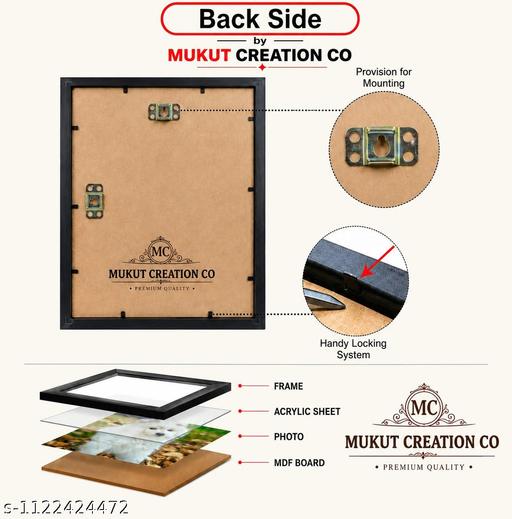 Back Side
by
MUKUT CREATION CO
Provision for
Mounting
MC
MUKUT CREATION CO
• PREMIUM QUALITY •
Handy Locking
System
FRAME
ACRYLIC SHEET
PHOTO
MDF BOARD
MC
MUKUT CREATION CO
• PREMIUM QUALITY •
s-1122424472